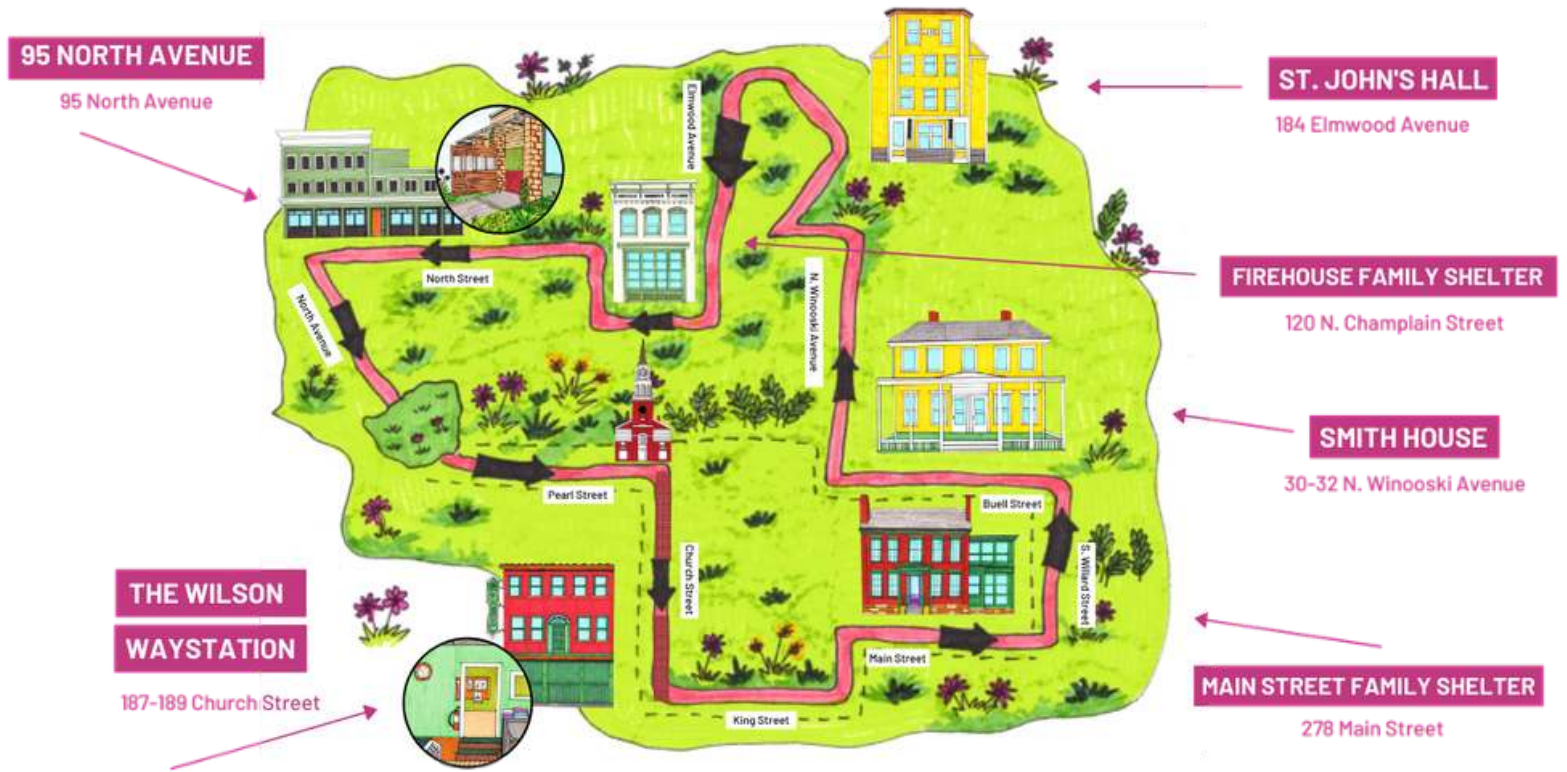 95 NORTH AVENUE
95 North Avenue
ST. JOHN'S HALL
184 Elmwood Avenue
Elmwood Avenue
North Street
North Avenue
N. Winooski Avenue
FIREHOUSE FAMILY SHELTER
120 N. Champlain Street
SMITH HOUSE
30-32 N. Winooski Avenue
Pearl Street
Buell Street
Church Street
S. Willard Street
THE WILSON
WAYSTATION
187-189 Church Street
Main Street
King Street
MAIN STREET FAMILY SHELTER
278 Main Street